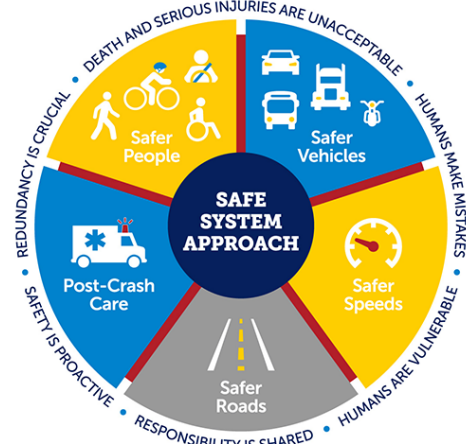 DEATH AND SERIOUS INJURIES ARE UNACCEPTABLE
HUMANS MAKE MISTAKES
HUMANS ARE VULNERABLE
RESPONSIBILITY IS SHARED
SAFETY IS PROACTIVE
REDUNDANCY IS CRUCIAL
Safer
People
Safer
Vehicles
SAFE
SYSTEM
APPROACH
Post-Crash
Care
Safer
Speeds
Safer
Roads